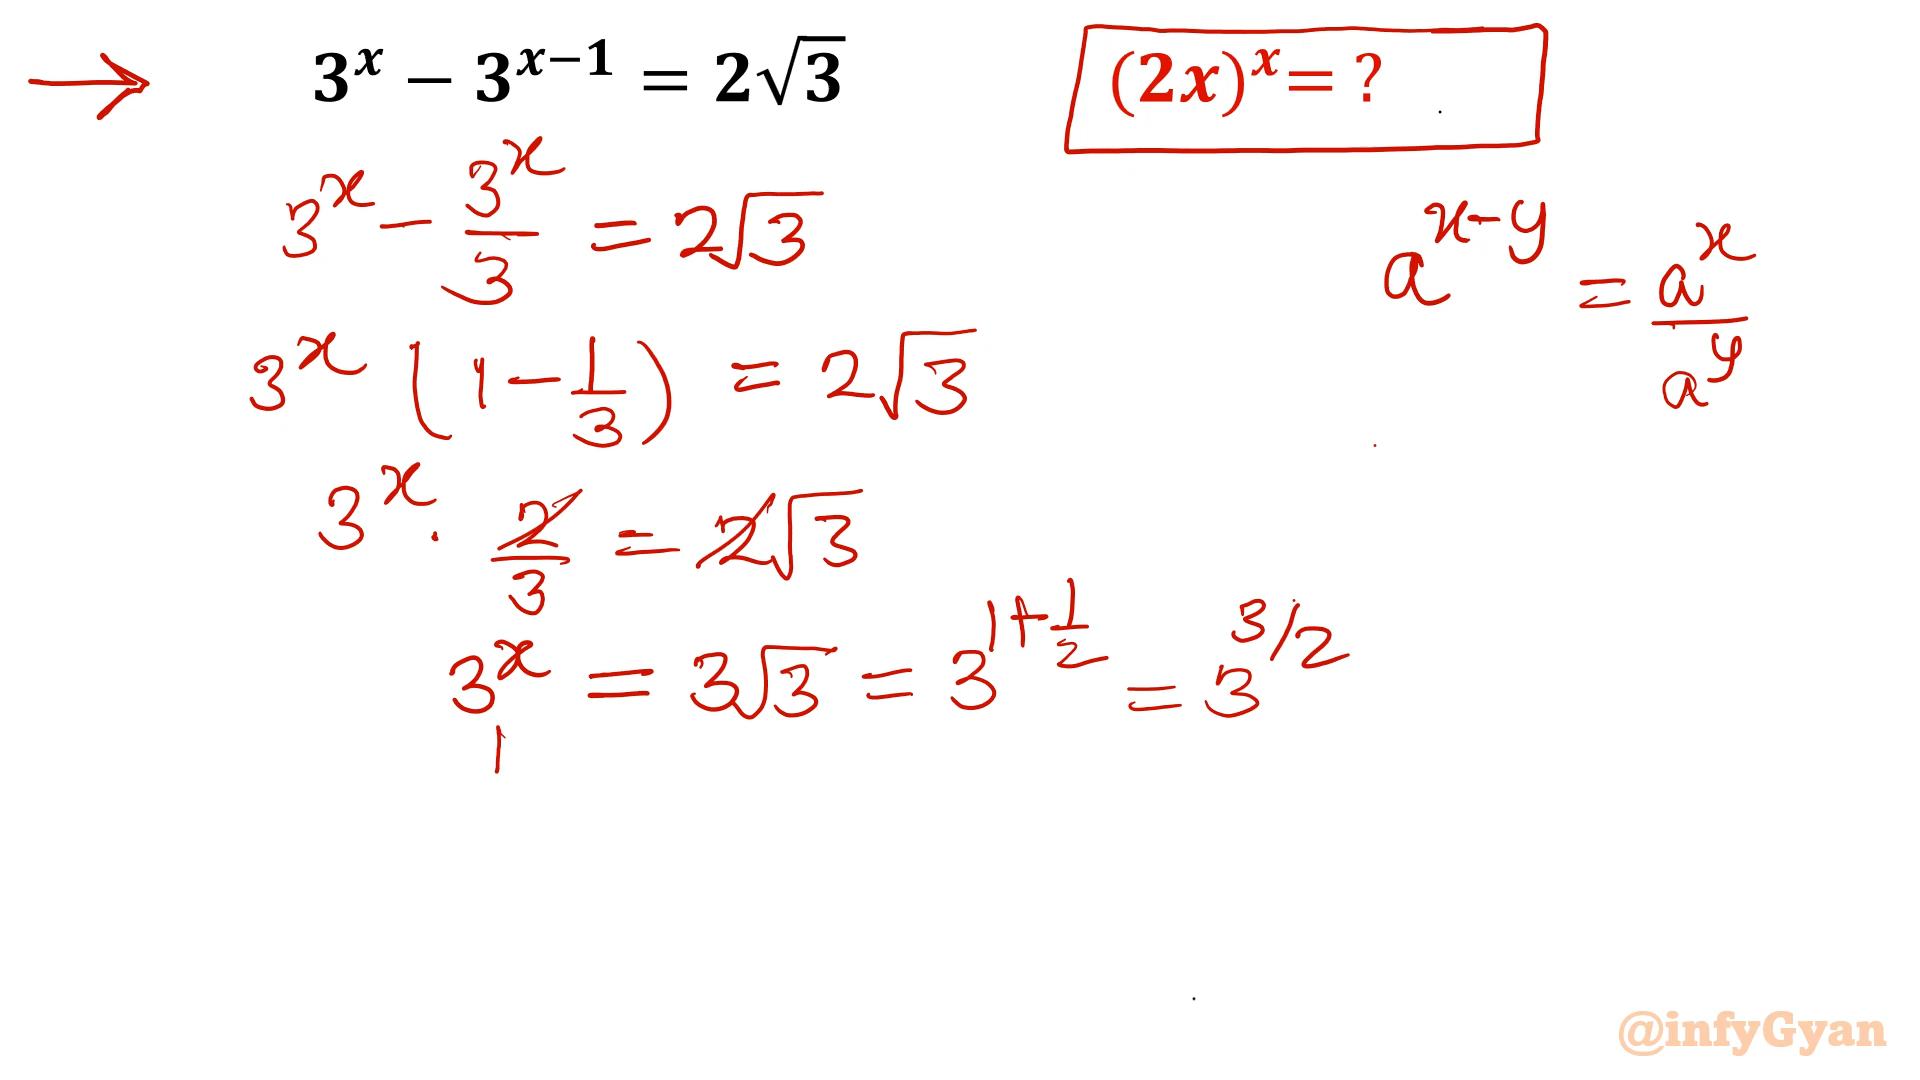 3^x − 3^{x−1} = 2√3
(2x)^x = ?
3^x − 3^x/3 = 2√3
a^{x−y} = a^x/a^y
3^x (1 − 1/3) = 2√3
3^x · 2/3 = 2√3
3^x = 3√3 = 3^{1+1/2} = 3^{3/2}
@infyGyan